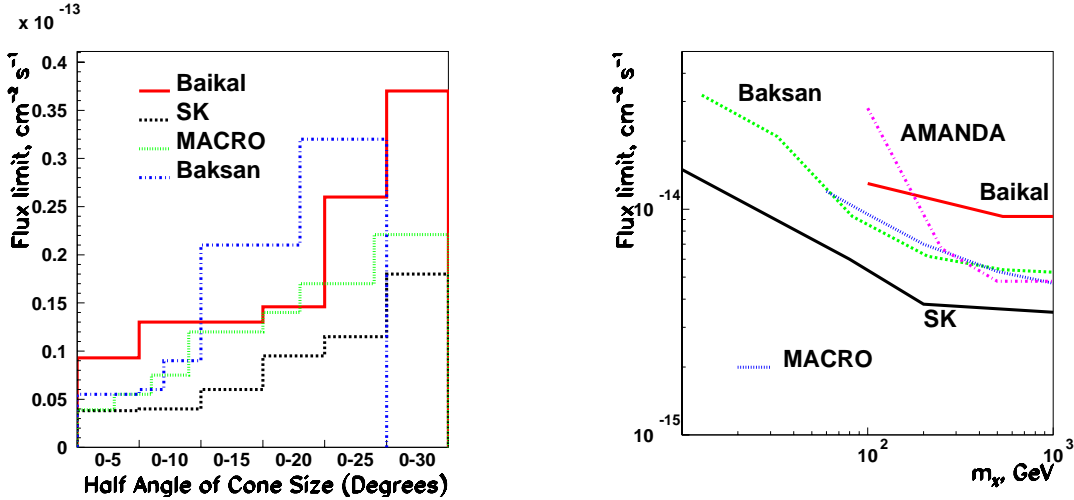 x 10 -13
Flux limit, cm⁻² s⁻¹
0.4
0.35
0.3
0.25
0.2
0.15
0.1
0.05
0
Baikal
SK
MACRO
Baksan
0-5 0-10 0-15 0-20 0-25 0-30
Half Angle of Cone Size (Degrees)
Flux limit, cm⁻² s⁻¹
10 -14
10 -15
Baksan
AMANDA
Baikal
SK
MACRO
10 2 10 3
mχ, GeV